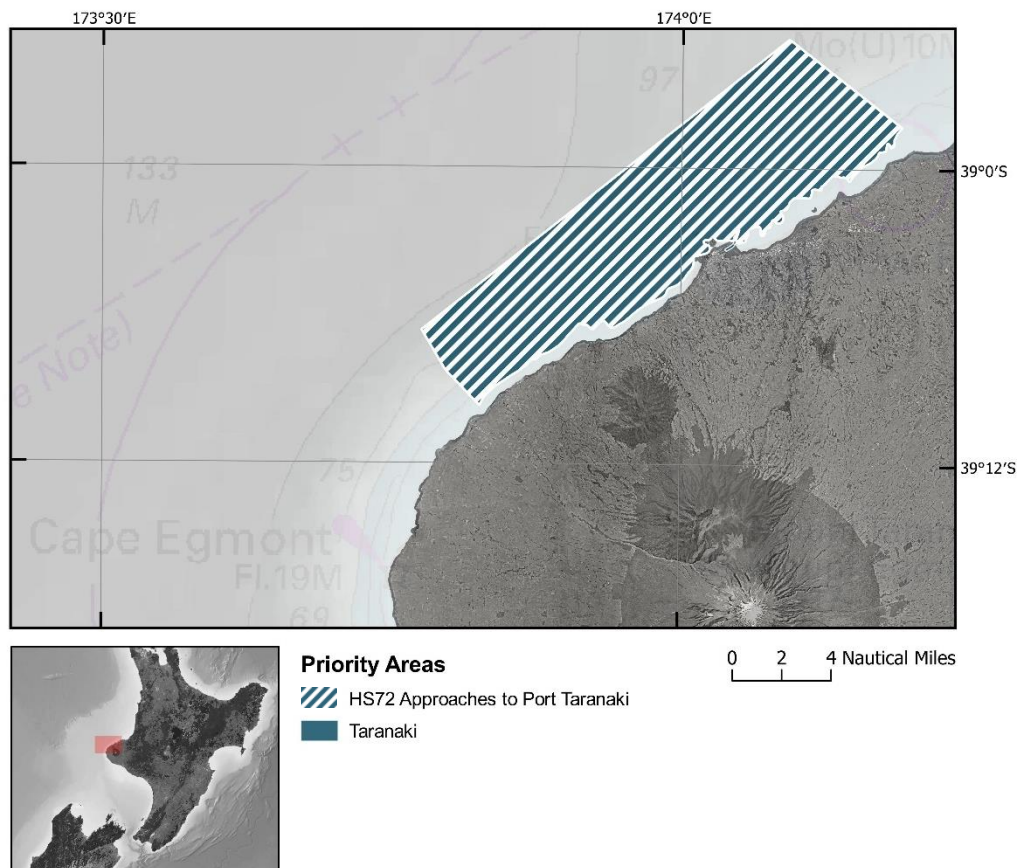 173°30'E
174°0'E
Mo(U)10M
97
39°0'S
133
M
e Note)
39°12'S
75
Cape Egmont
Fl.19M
69
Priority Areas
HS72 Approaches to Port Taranaki
Taranaki
0 2 4 Nautical Miles